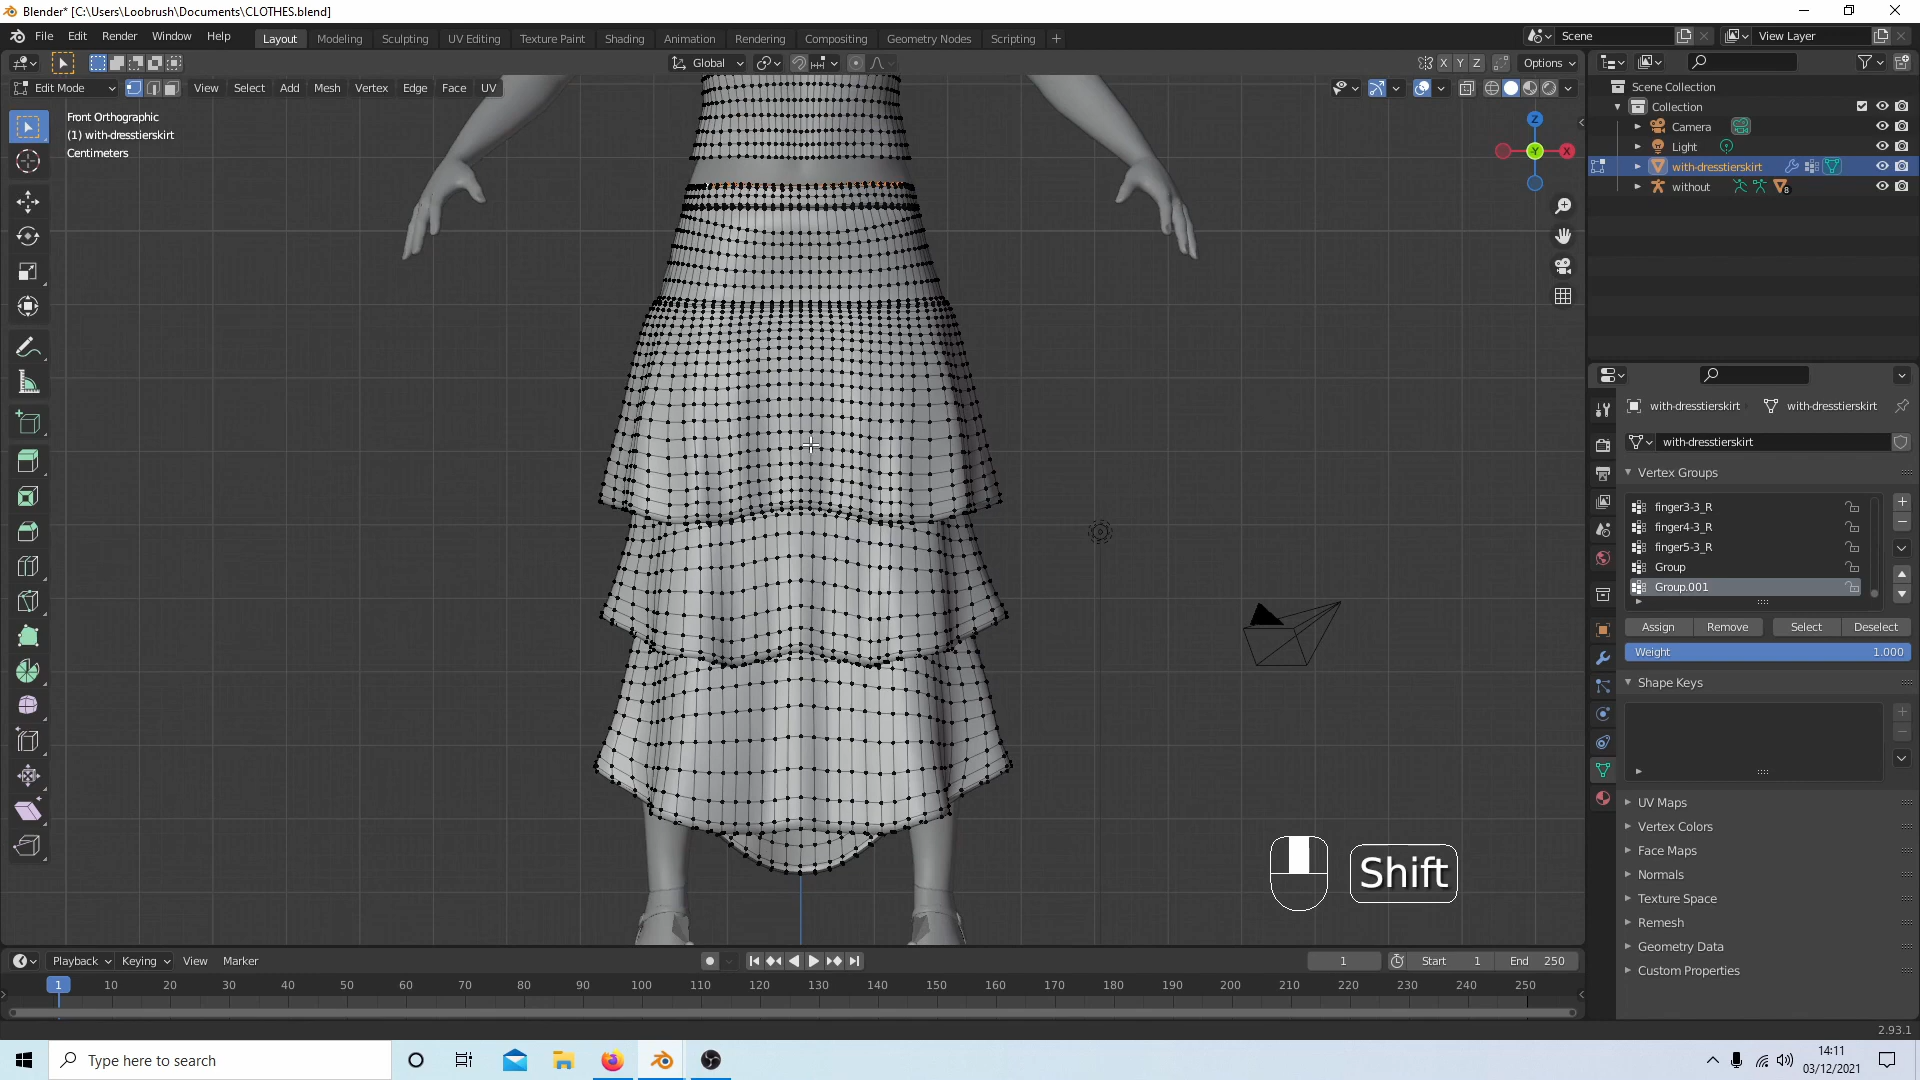 Blender* [C:\Users\Loobrush\Documents\CLOTHES.blend]
File Edit Render Window Help Layout Modeling Sculpting UV Editing Texture Paint Shading Animation Rendering Compositing Geometry Nodes Scripting + Scene View Layer
Global X Y Z Options
Edit Mode View Select Add Mesh Vertex Edge Face UV
Scene Collection
Collection
Camera
Light
with-dresstierskirt
without 8
Front Orthographic
(1) with-dresstierskirt
Centimeters
Z
X
-Y
with-dresstierskirt with-dresstierskirt
with-dresstierskirt
Vertex Groups
finger3-3_R
finger4-3_R
finger5-3_R
Group
Group.001
Assign Remove Select Deselect
Weight 1.000
Shape Keys
UV Maps
Vertex Colors
Face Maps
Normals
Texture Space
Remesh
Geometry Data
Custom Properties
Shift
Playback Keying View Marker 1 Start 1 End 250
1 10 20 30 40 50 60 70 80 90 100 110 120 130 140 150 160 170 180 190 200 210 220 230 240 250
2.93.1
Type here to search
14:11
03/12/2021